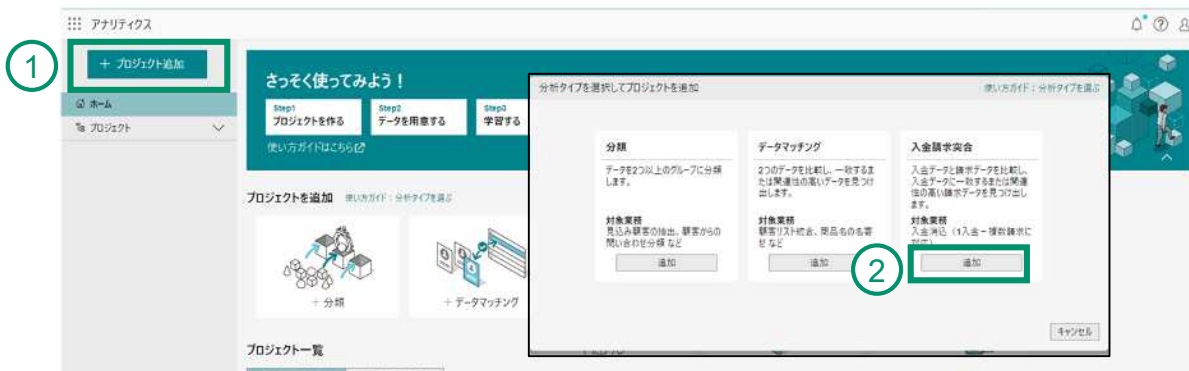 アナリティクス
1
＋ プロジェクト追加
ホーム
プロジェクト
さっそく使ってみよう！
Step1
プロジェクトを作る
Step2
データを用意する
Step3
学習する
使い方ガイドはこちら
プロジェクトを追加 使い方ガイド：分析タイプを選ぶ
＋ 分類
＋ データマッチング
プロジェクト一覧
分析タイプを選択してプロジェクトを追加
使い方ガイド：分析タイプを選ぶ
分類
データを2つ以上のグループに分類
します。
対象業務
見込み顧客の抽出、顧客からの
問い合わせ分類 など
追加
データマッチング
2つのデータを比較し、一致するま
たは関連性の高いデータを見つけ
出します。
対象業務
顧客リスト統合、商品名の名寄
せ など
追加
入金請求突合
入金データと請求データを比較し、
入金データに一致するまたは関連
性の高い請求データを見つけ出し
ます。
対象業務
入金消込（1入金－複数請求に
対応）
2
追加
キャンセル